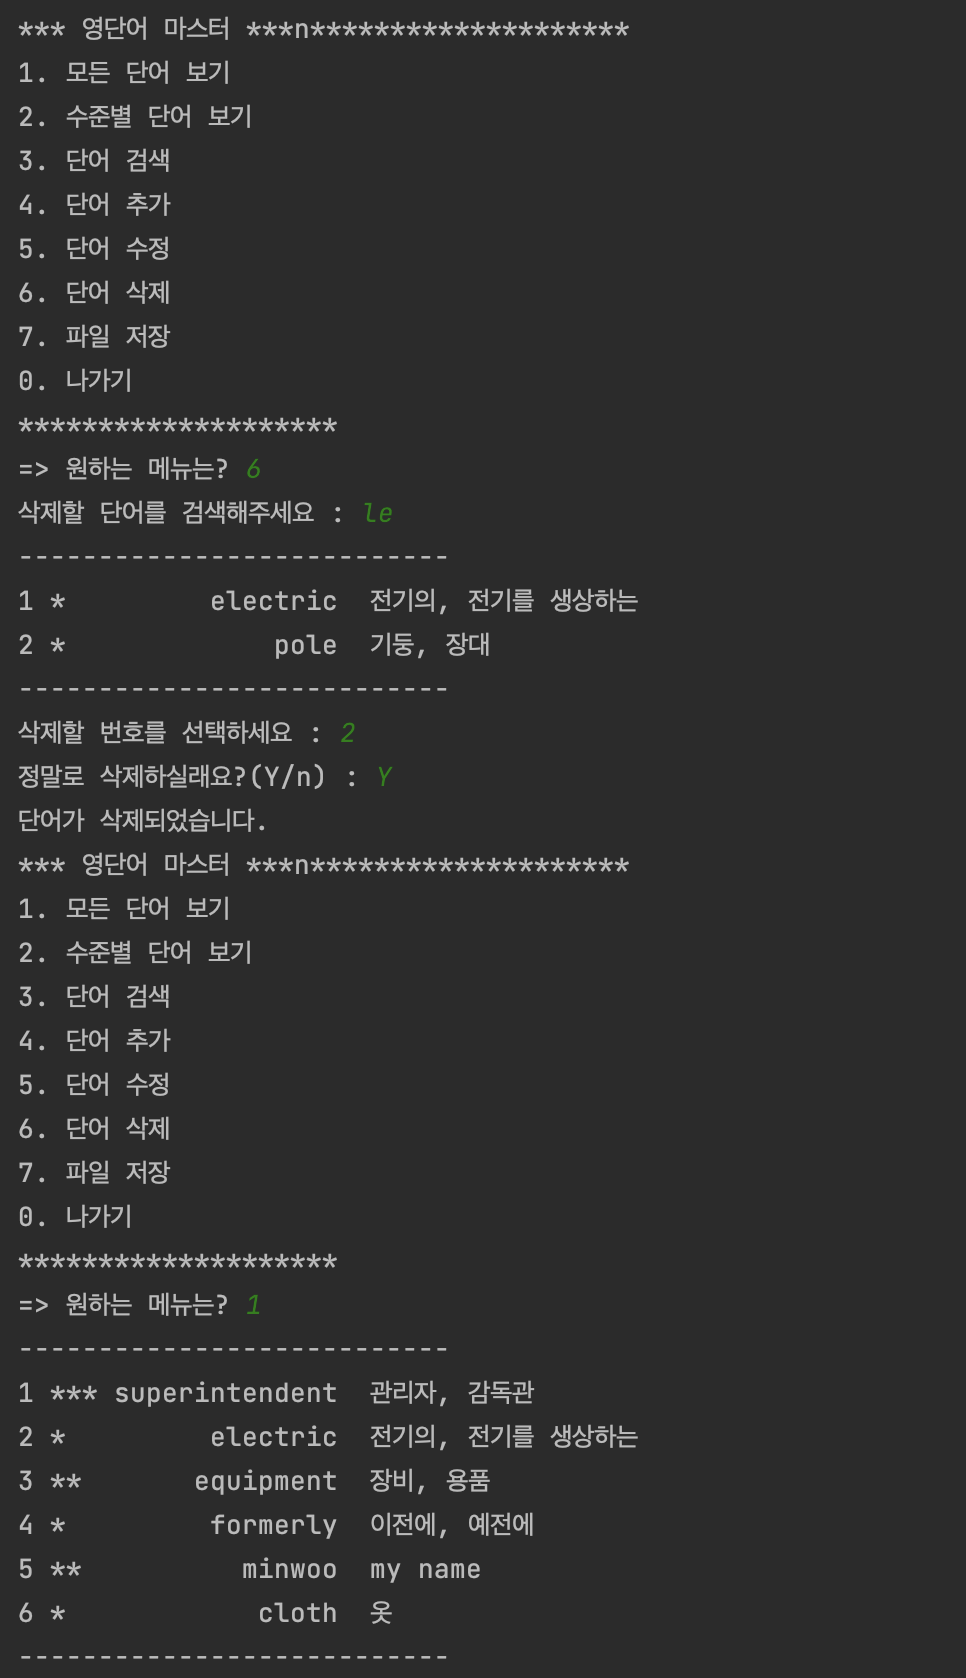 *** 영단어 마스터 ***n********************
1. 모든 단어 보기
2. 수준별 단어 보기
3. 단어 검색
4. 단어 추가
5. 단어 수정
6. 단어 삭제
7. 파일 저장
0. 나가기
********************
=> 원하는 메뉴는? 6
삭제할 단어를 검색해주세요 : le
---------------------------
1 *         electric  전기의, 전기를 생상하는
2 *             pole  기둥, 장대
---------------------------
삭제할 번호를 선택하세요 : 2
정말로 삭제하실래요?(Y/n) : Y
단어가 삭제되었습니다.
*** 영단어 마스터 ***n********************
1. 모든 단어 보기
2. 수준별 단어 보기
3. 단어 검색
4. 단어 추가
5. 단어 수정
6. 단어 삭제
7. 파일 저장
0. 나가기
********************
=> 원하는 메뉴는? 1
---------------------------
1 *** superintendent  관리자, 감독관
2 *         electric  전기의, 전기를 생상하는
3 **       equipment  장비, 용품
4 *         formerly  이전에, 예전에
5 **          minwoo  my name
6 *            cloth  옷
---------------------------